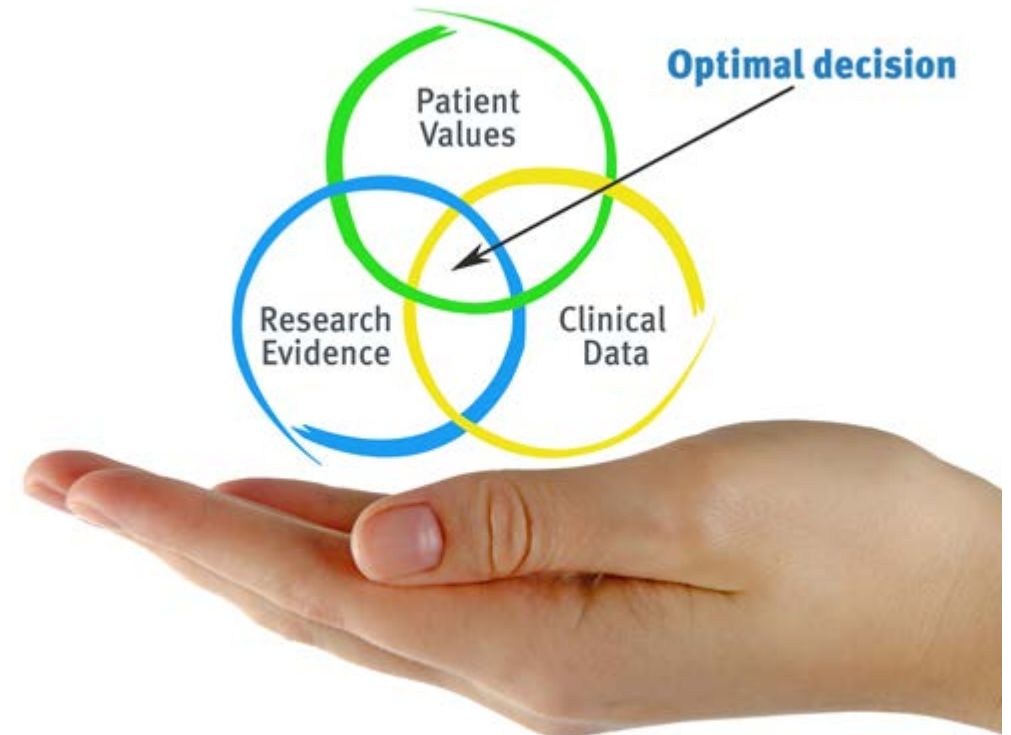 Optimal decision
Patient
Values
Research
Evidence
Clinical
Data